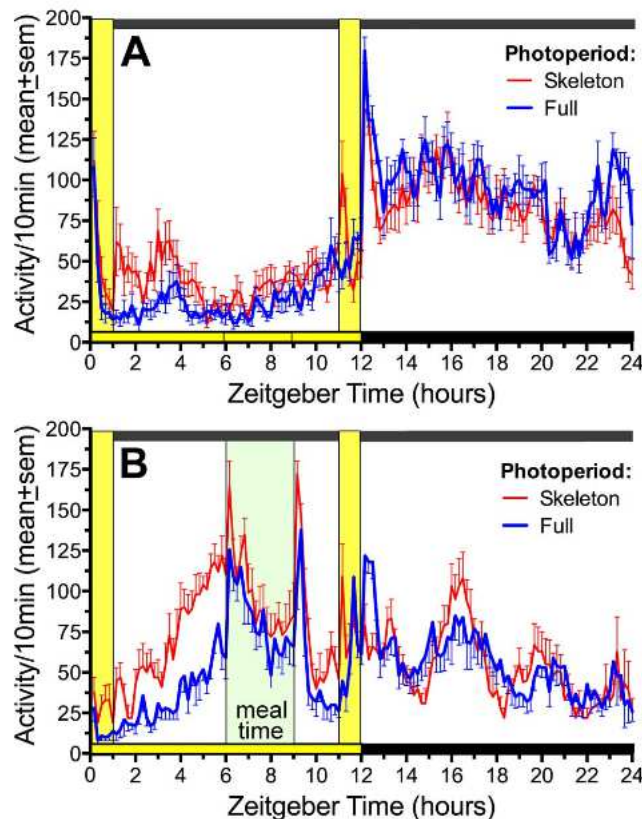 A
Photoperiod:
Skeleton
Full
Activity/10min (mean±sem)
200
175
150
125
100
75
50
25
0
0 2 4 6 8 10 12 14 16 18 20 22 24
Zeitgeber Time (hours)
B
Photoperiod:
Skeleton
Full
Activity/10min (mean±sem)
200
175
150
125
100
75
50
25
0
meal
time
0 2 4 6 8 10 12 14 16 18 20 22 24
Zeitgeber Time (hours)